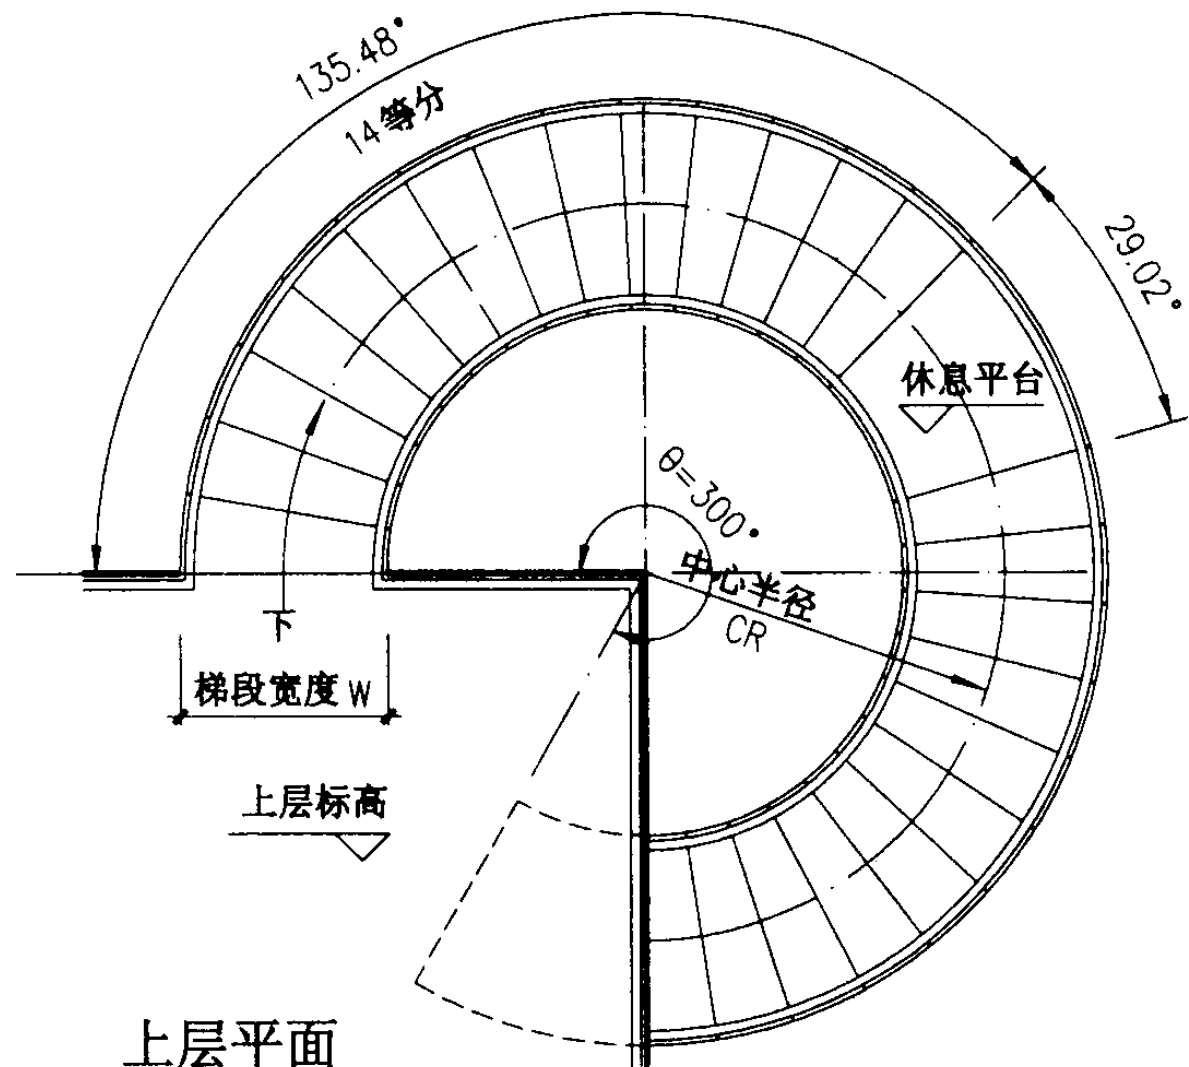 135.48°
14等分
29.02°
休息平台
θ=300°
中心半径
CR
下
梯段宽度 W
上层标高
上层平面